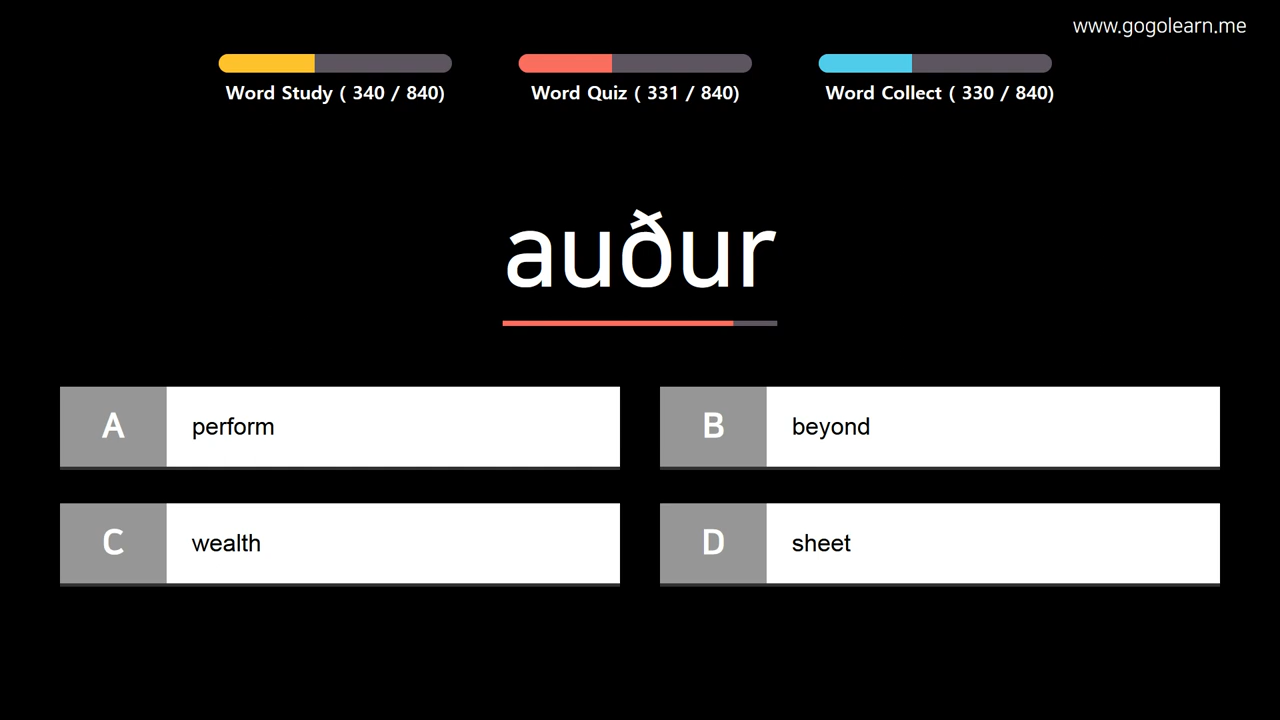 www.gogolearn.me
Word Study ( 340 / 840)
Word Quiz ( 331 / 840)
Word Collect ( 330 / 840)
auður
A perform
B beyond
C wealth
D sheet